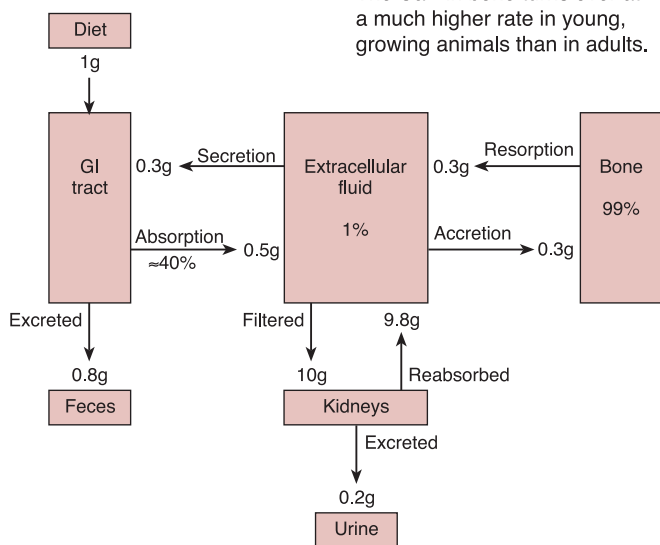 a much higher rate in young,
growing animals than in adults.
Diet
1g
GI
tract
0.3g
Secretion
Extracellular
fluid
1%
0.3g
Resorption
Bone
99%
Absorption
≈40%
0.5g
Accretion
0.3g
Excreted
0.8g
Feces
Filtered
10g
9.8g
Reabsorbed
Kidneys
Excreted
0.2g
Urine